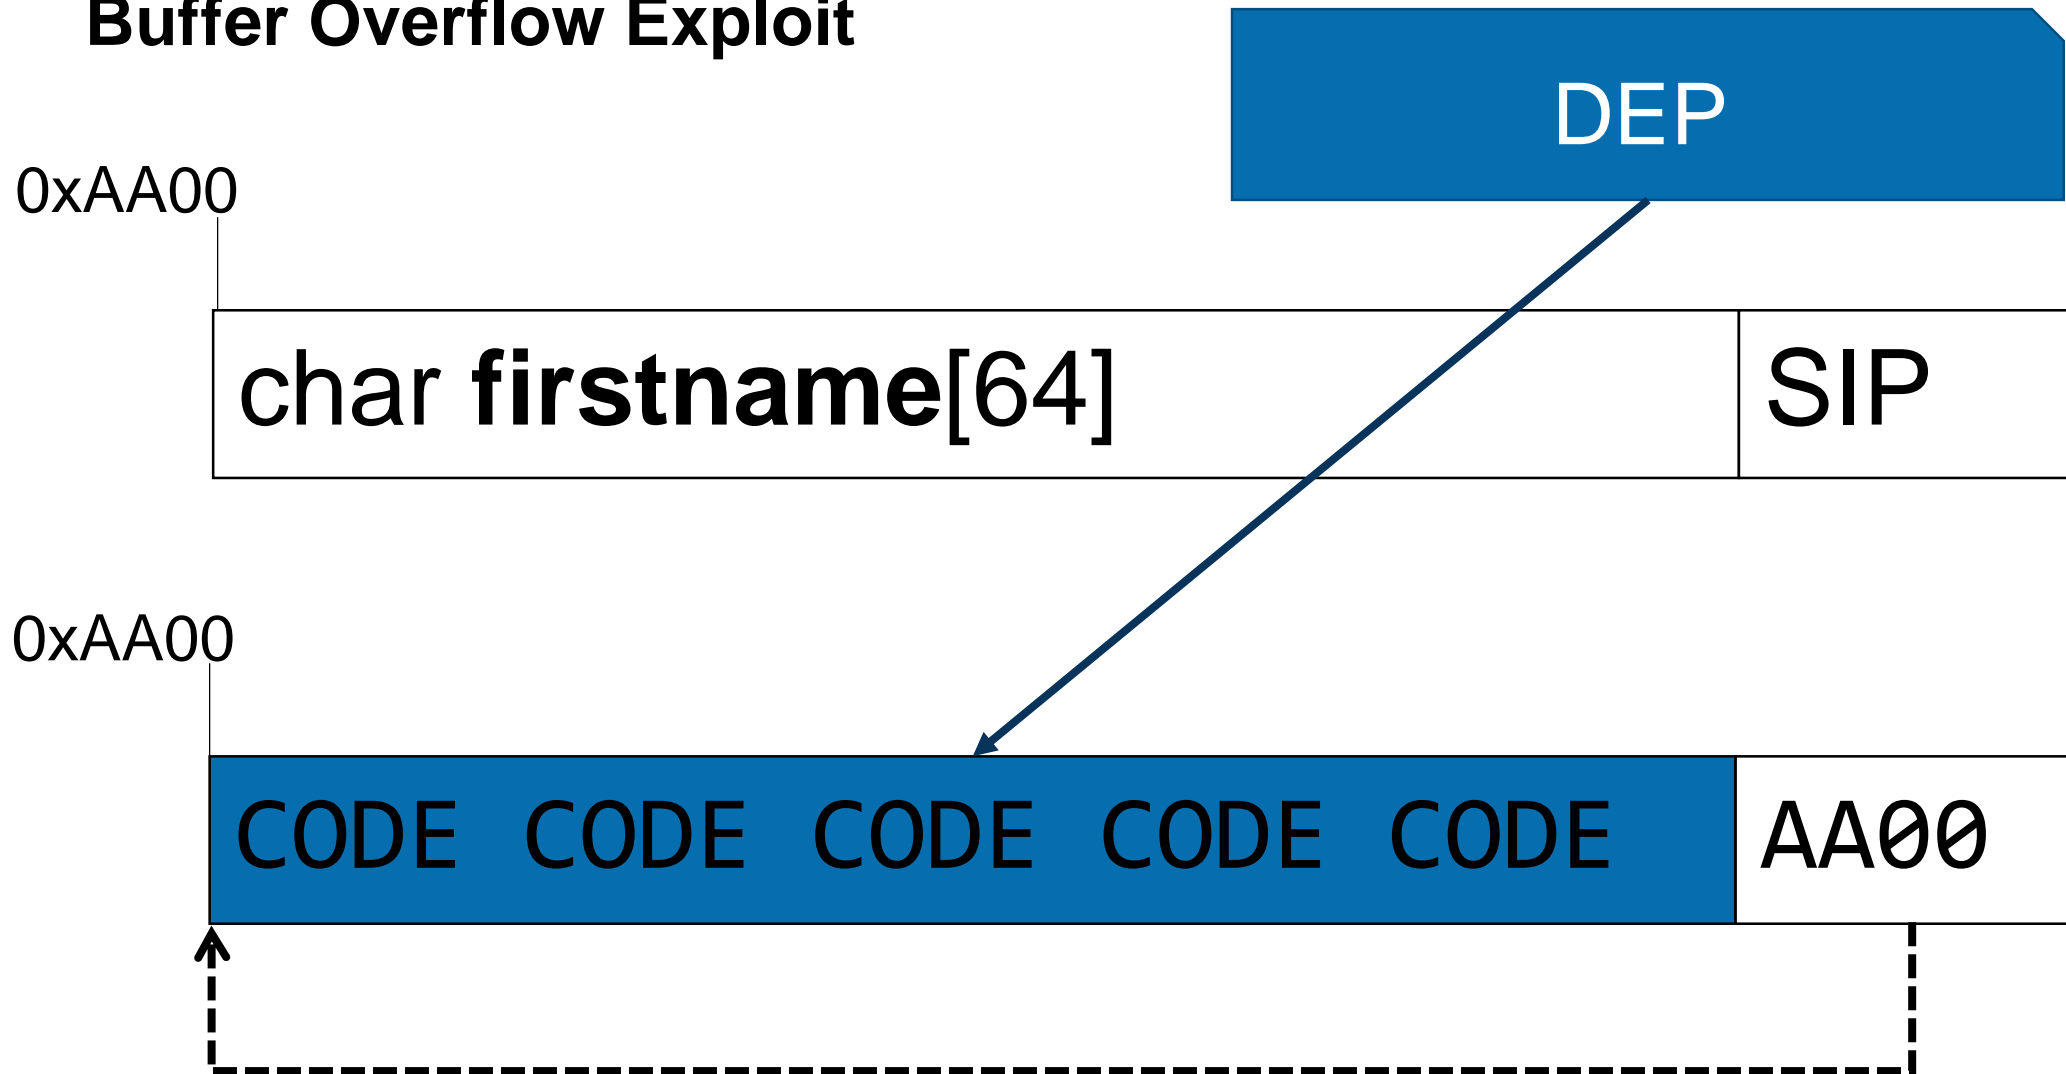 Buffer Overflow Exploit
DEP
0xAA00
char firstname[64] SIP
0xAA00
CODE CODE CODE CODE CODE AA00